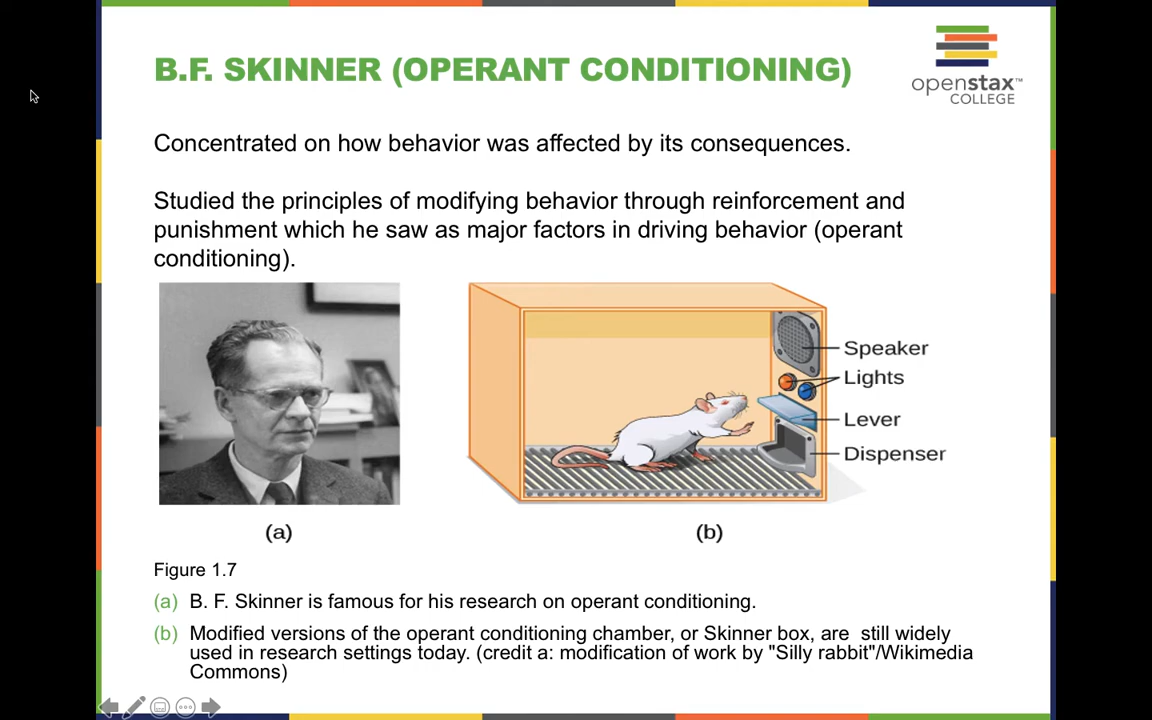 B.F. SKINNER (OPERANT CONDITIONING)
openstax™
COLLEGE
Concentrated on how behavior was affected by its consequences.
Studied the principles of modifying behavior through reinforcement and
punishment which he saw as major factors in driving behavior (operant
conditioning).
Speaker
Lights
Lever
Dispenser
(a)
(b)
Figure 1.7
(a) B. F. Skinner is famous for his research on operant conditioning.
(b) Modified versions of the operant conditioning chamber, or Skinner box, are still widely
used in research settings today. (credit a: modification of work by "Silly rabbit"/Wikimedia
Commons)